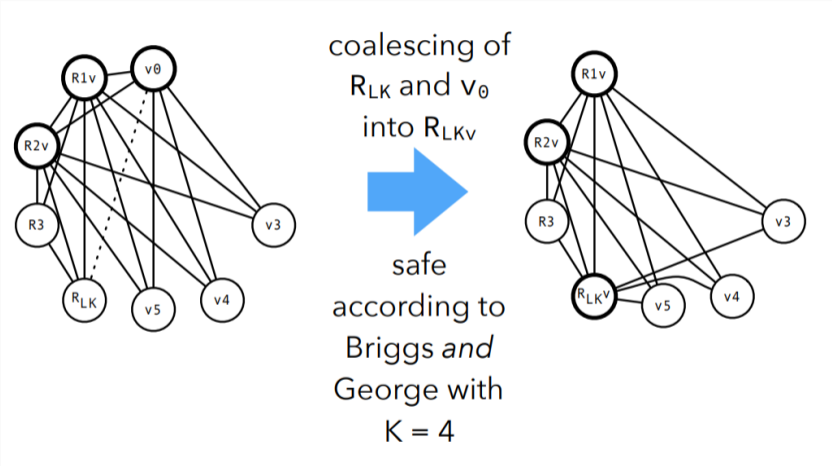 coalescing of
RLK and v0
into RLKv
safe
according to
Briggs and
George with
K = 4
R1v
v0
R2v
R3
v3
RLK
v5
v4
R1v
R2v
R3
v3
RLKv
v5
v4